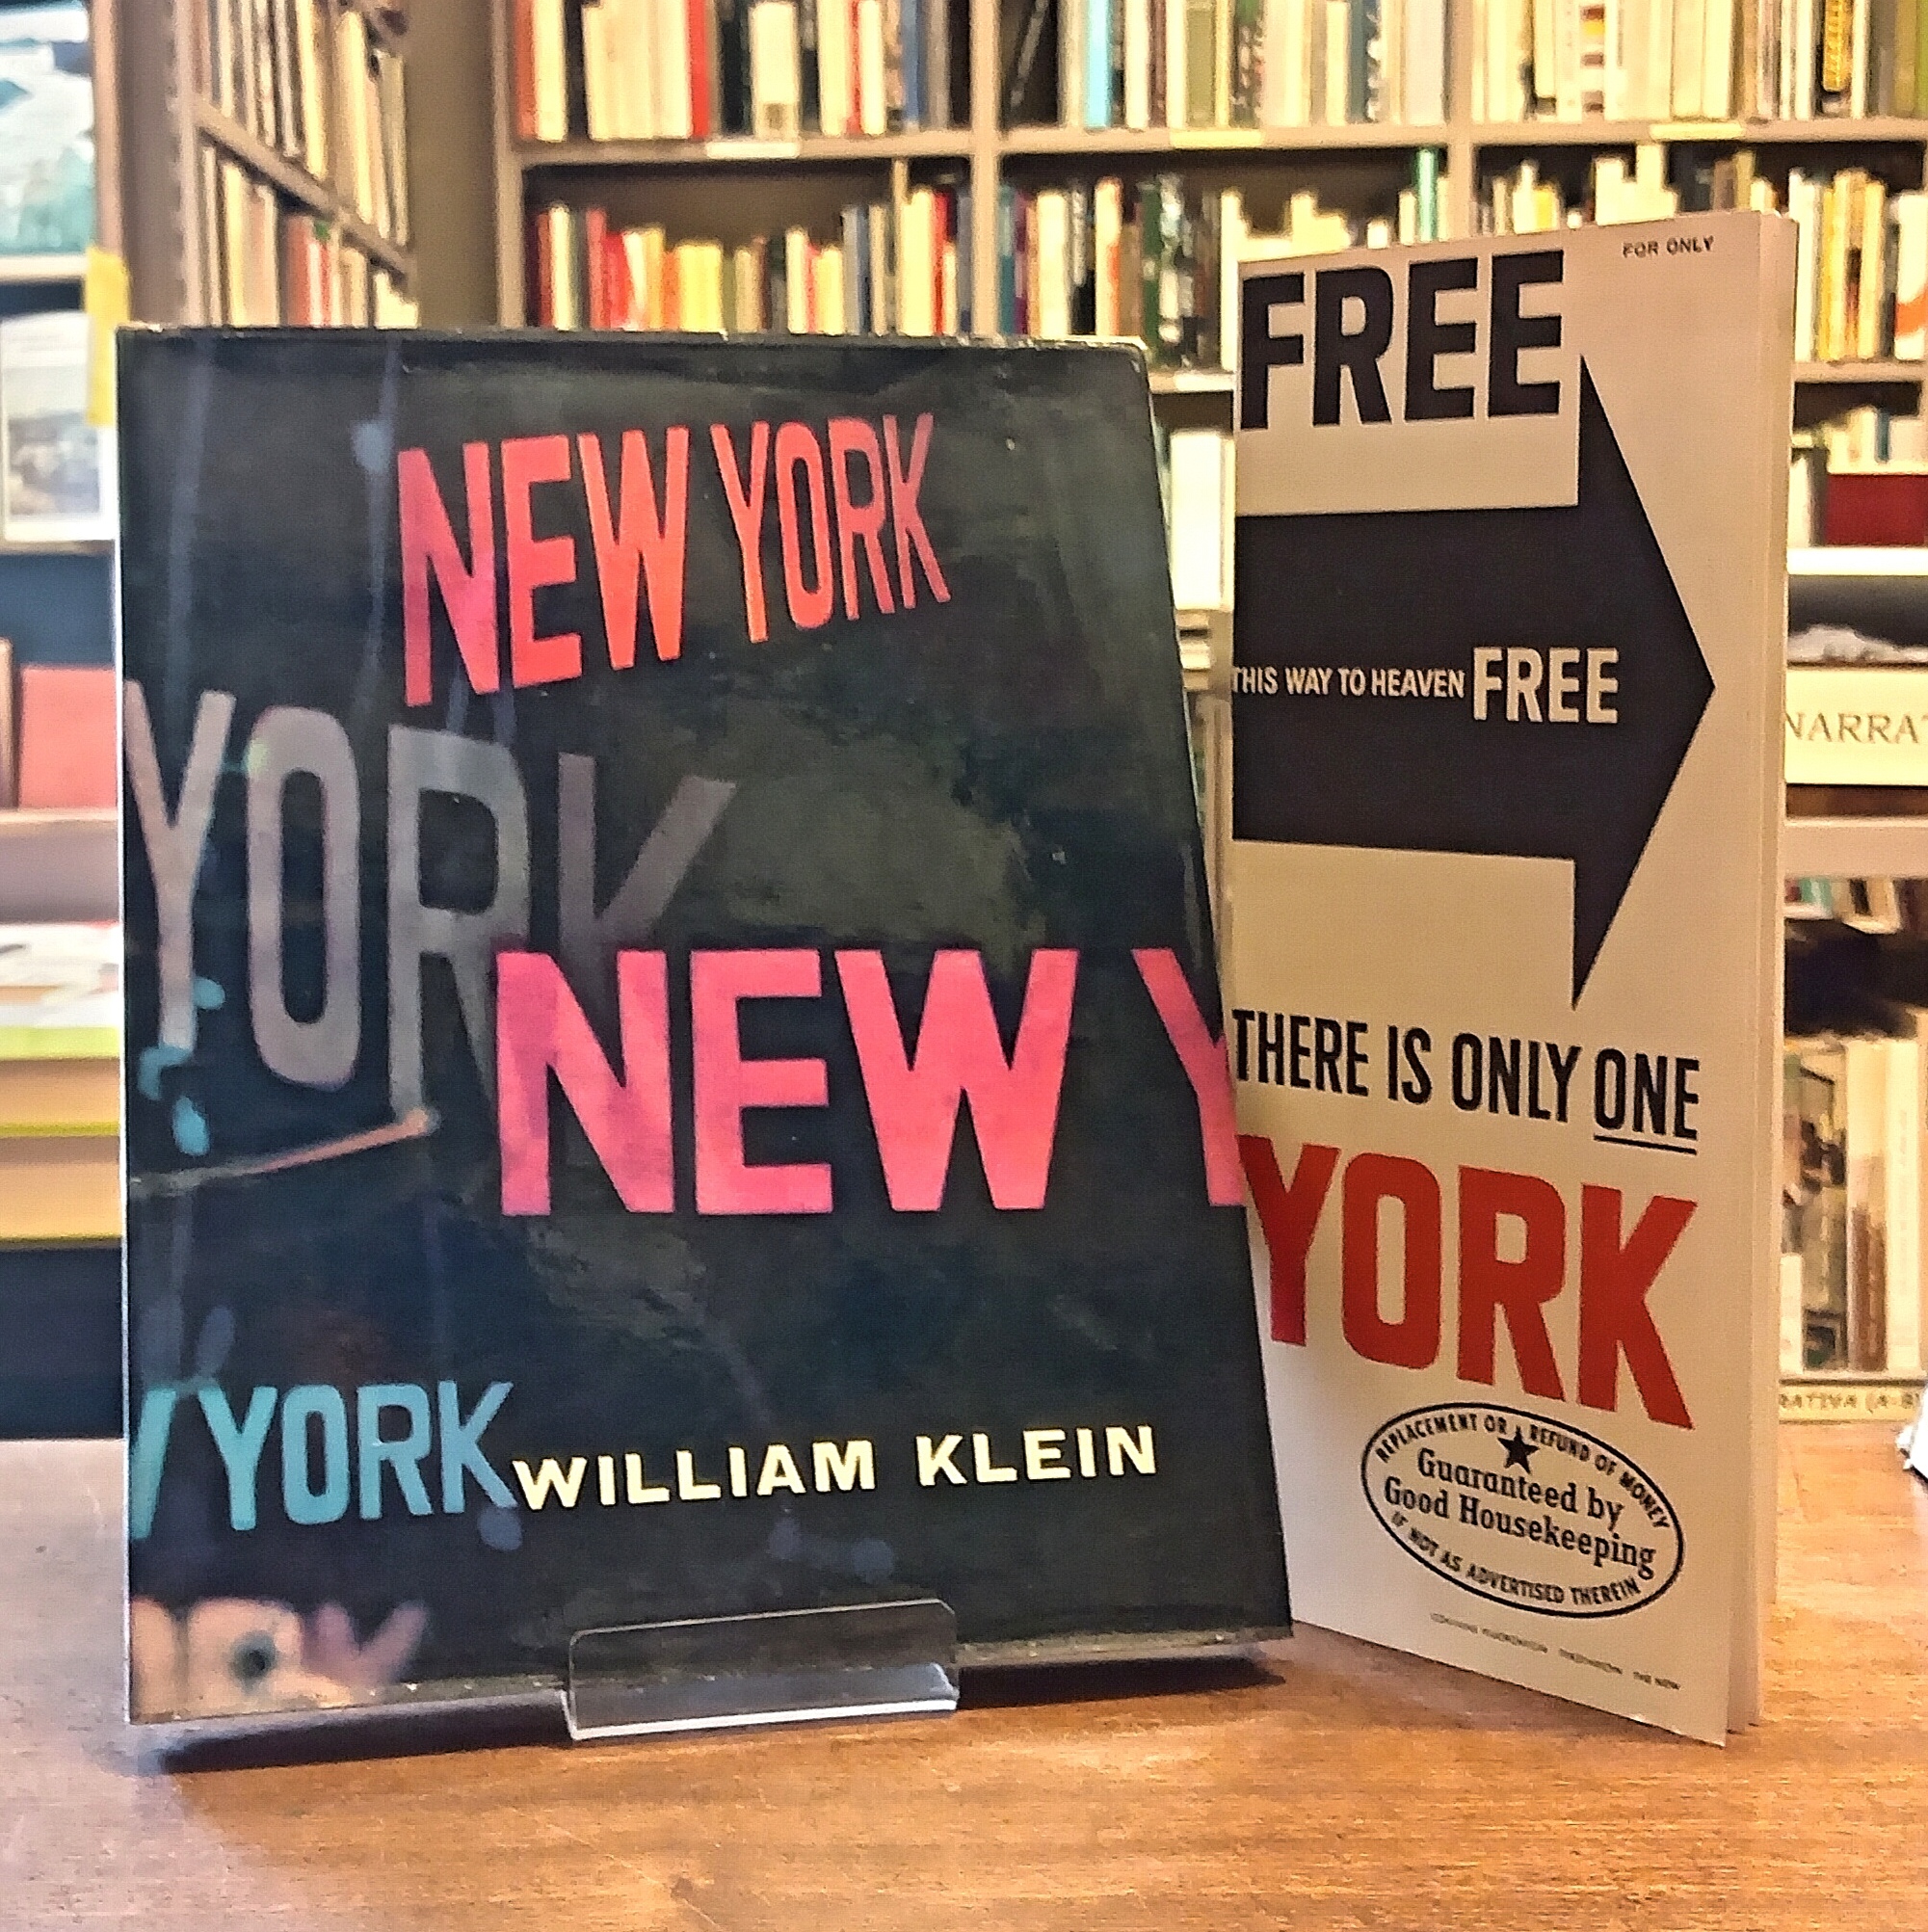 NEW YORK
YORK
NEW Y
YORK
WILLIAM KLEIN
FREE
FOR ONLY
THIS WAY TO HEAVEN FREE
THERE IS ONLY ONE
YORK
REPLACEMENT OR REFUND OF MONEY
Guaranteed by
Good Housekeeping
IF NOT AS ADVERTISED THEREIN
NARRAT
RATIVA (A-B)